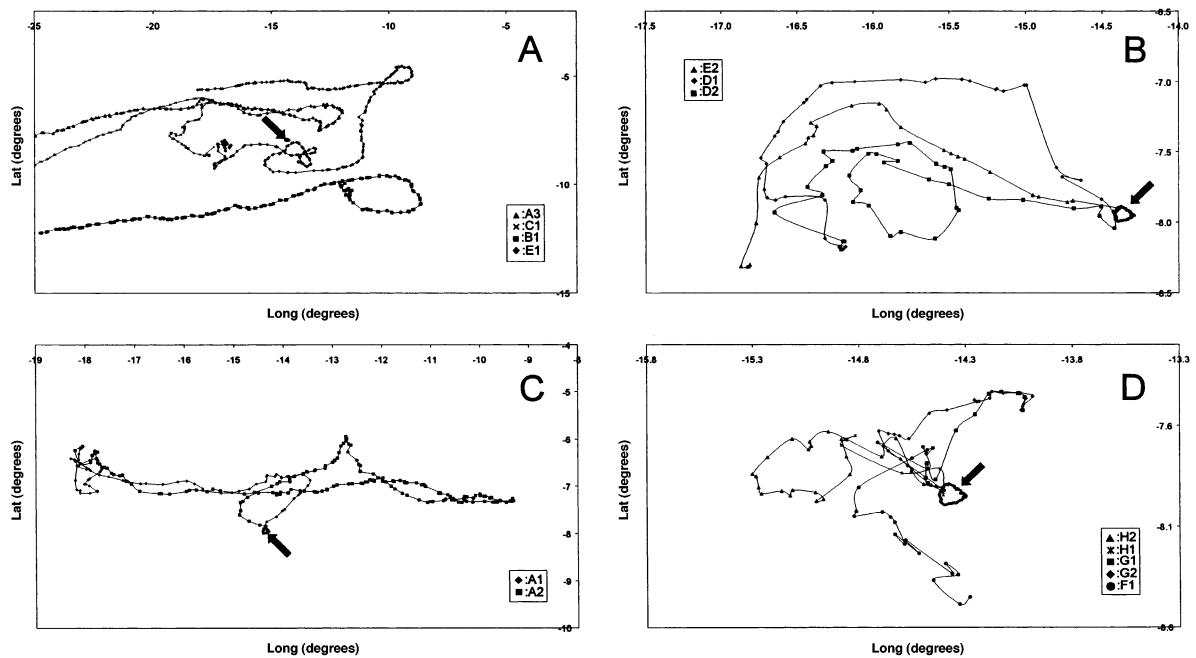 -25 -20 -15 -10 -5
A
-5
-10
-15
Lat (degrees)
:A3
:C1
:B1
:E1
Long (degrees)
-17.5 -16.5 -16.0 -15.5 -15.0 -14.5 -14.0
-6.5
B
-7.0
-7.5
-8.0
-8.5
Lat (degrees)
:E2
:D1
:D2
Long (degrees)
-19 -18 -17 -16 -15 -14 -13 -12 -11 -10 -9 -8
-4
C
-5
-6
-7
-8
-9
-10
Lat (degrees)
:A1
:A2
Long (degrees)
-15.8 -15.3 -14.8 -14.3 -13.8 -13.3
D
-7.6
-8.1
-8.6
Lat (degrees)
:H2
:H1
:G1
:G2
:F1
Long (degrees)